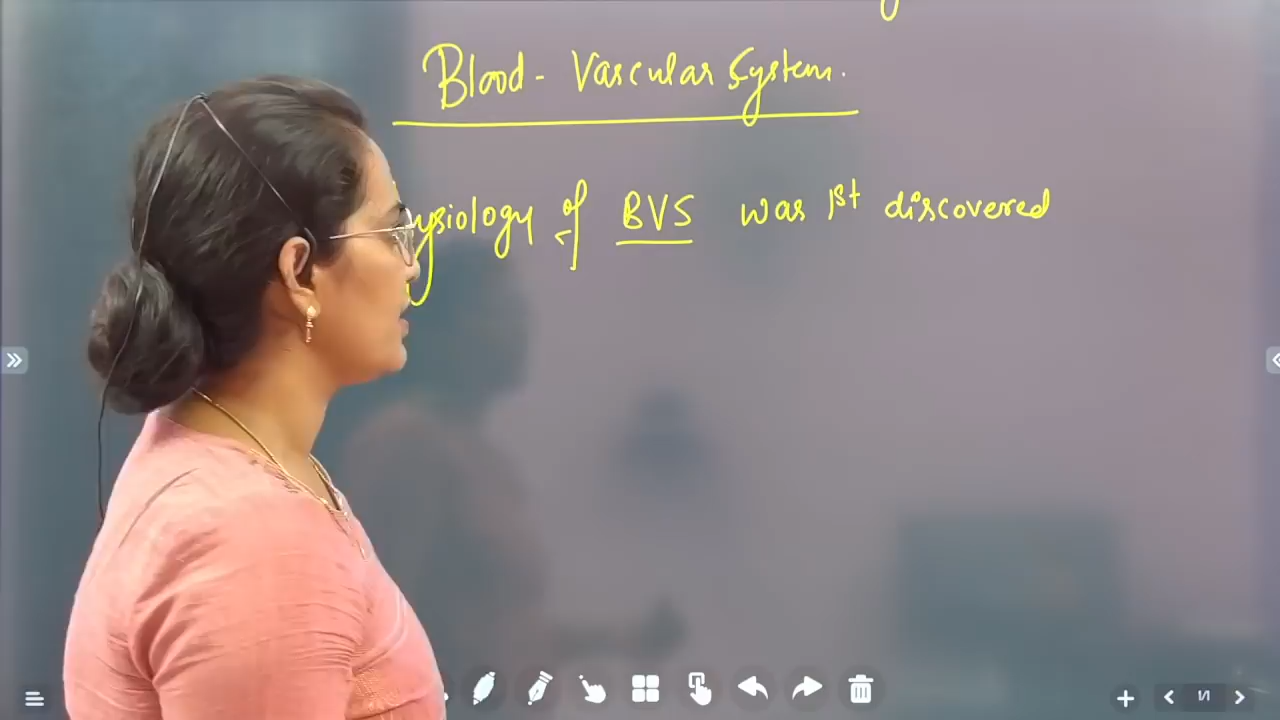 Blood - Vascular System.
ysiology of BVS was 1st discovered